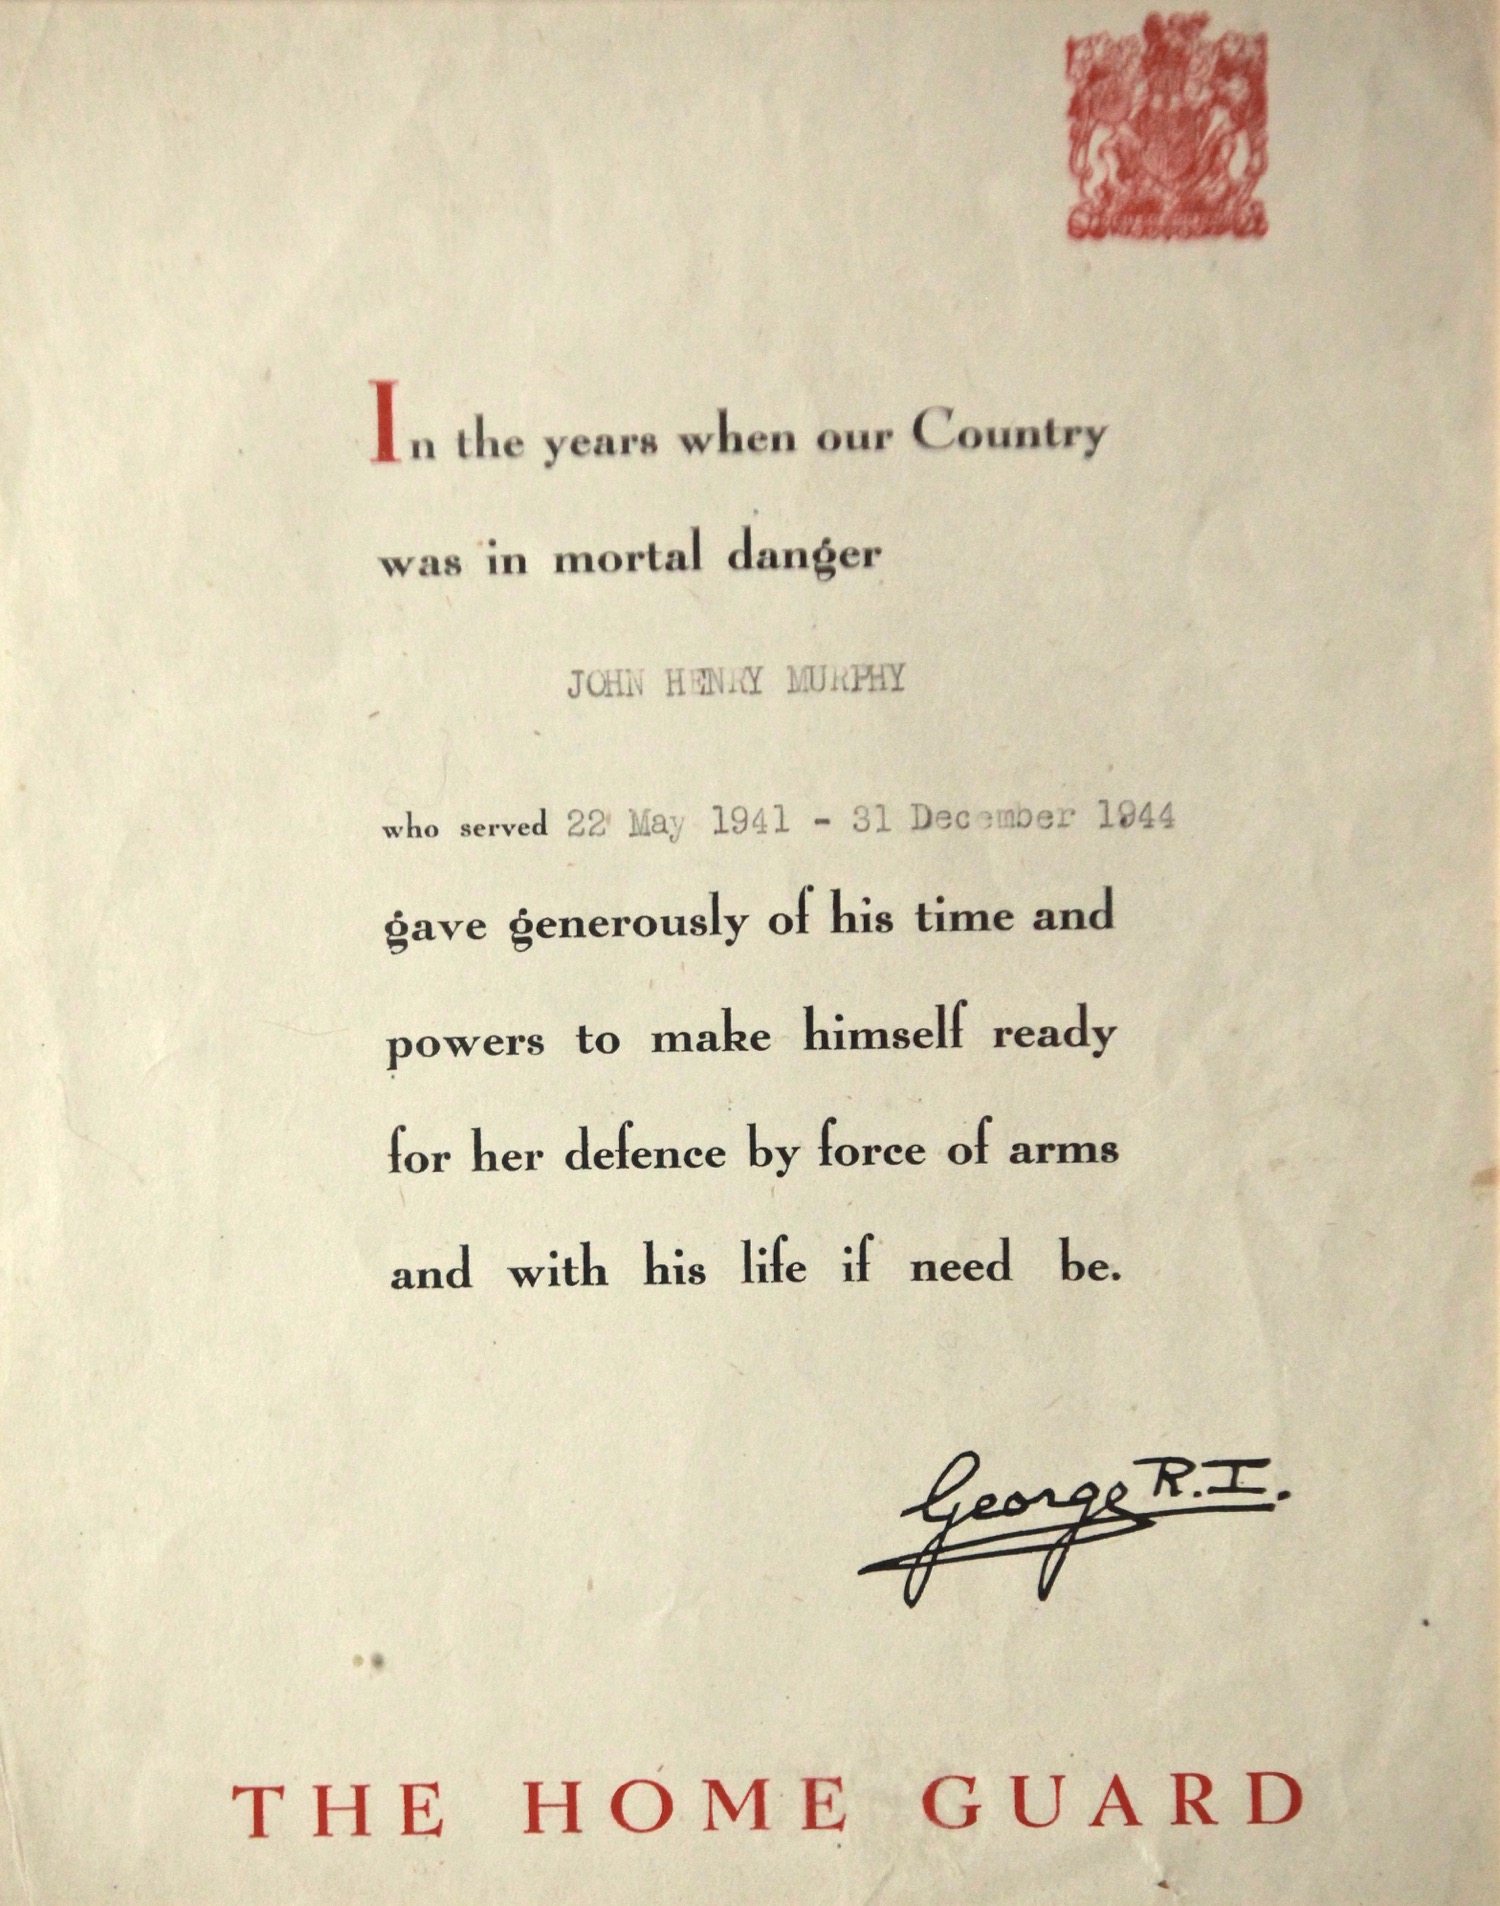 In the years when our Country
was in mortal danger
JOHN HENRY MURPHY
who served 22 May 1941 - 31 December 1944
gave generously of his time and
powers to make himself ready
for her defence by force of arms
and with his life if need be.
George R.I.
THE HOME GUARD